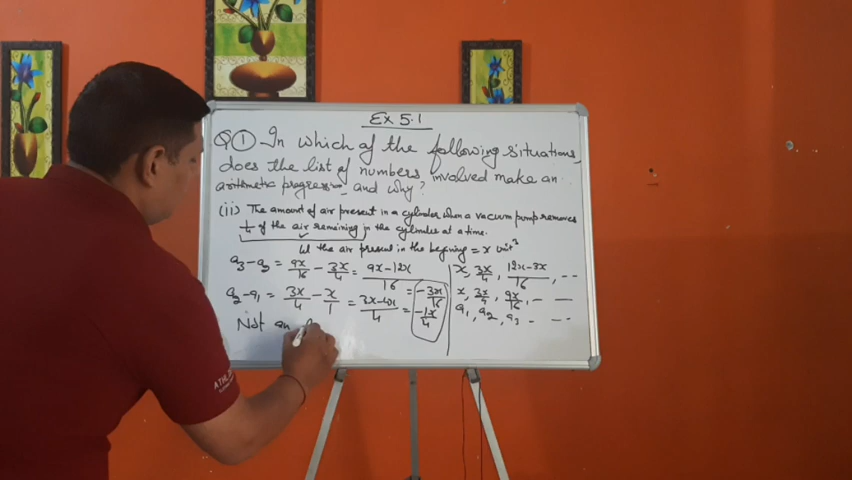 Ex 5.1
Q 1 In which of the following situations,
does the list of numbers involved make an
arithmetic progression and why?
(ii) The amount of air present in a cylinder when a vacuum pump removes
1/4 of the air remaining in the cylinder at a time.
let the air present in the begining = x unit³
a3 - a2 = 9x/16 - 3x/4 = 9x-12x/16 = -3x/16
a2 - a1 = 3x/4 - x/1 = 3x-4x/4 = -1x/4
Not an
x, 3x/4, 12x-3x/16, --
x, 3x/4, 9x/16, - -
a1, a2, a3 - - -